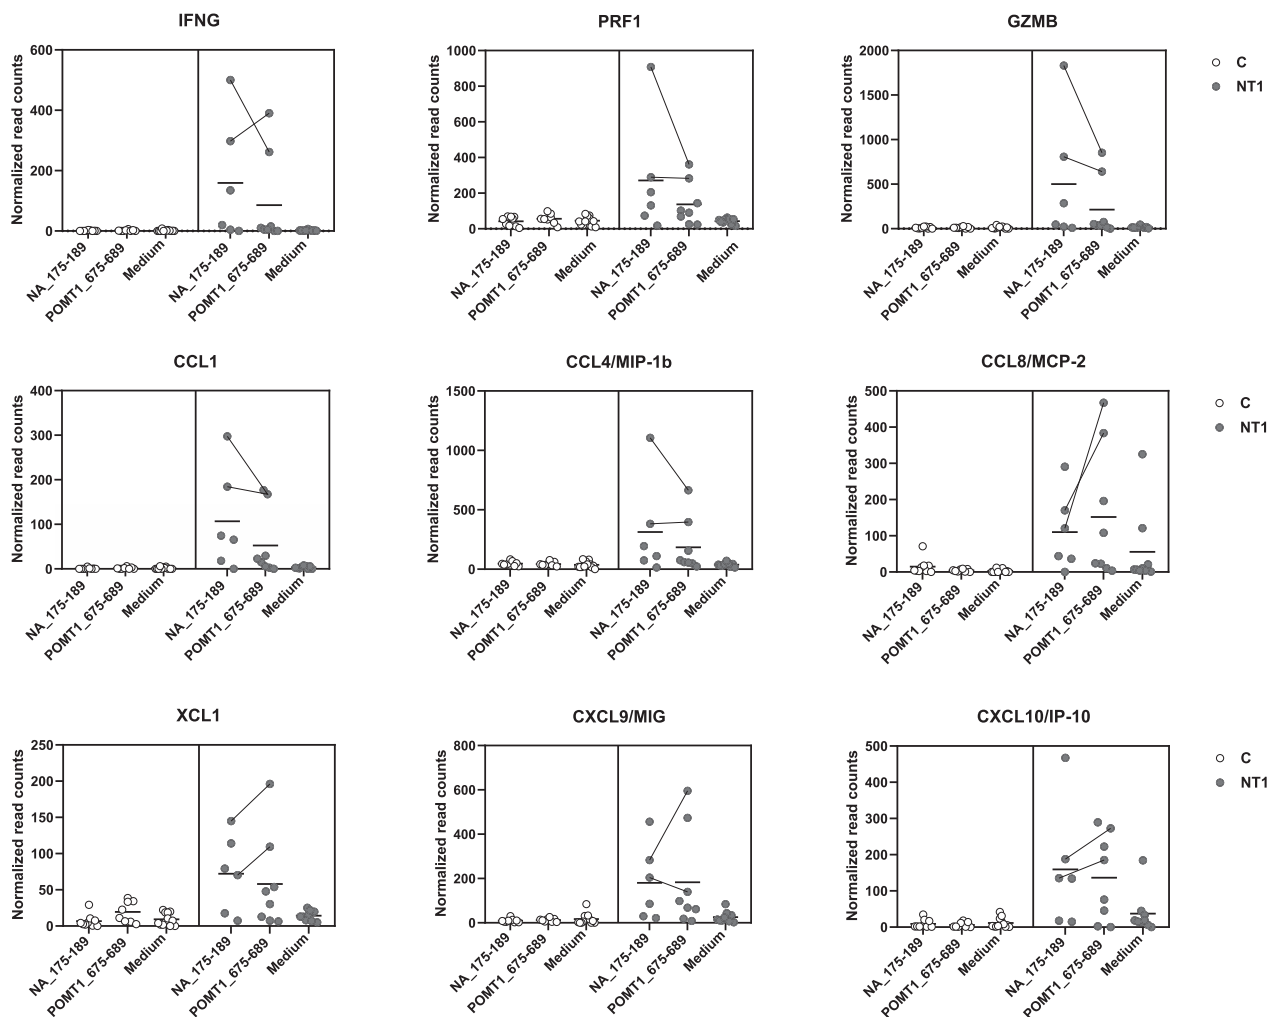 IFNG
PRF1
GZMB
Normalized read counts
600
400
200
0
NA_175-189
POMT1_675-689
Medium
NA_175-189
POMT1_675-689
Medium
Normalized read counts
1000
800
600
400
200
0
NA_175-189
POMT1_675-689
Medium
NA_175-189
POMT1_675-689
Medium
Normalized read counts
2000
1500
1000
500
0
NA_175-189
POMT1_675-689
Medium
NA_175-189
POMT1_675-689
Medium
C
NT1
CCL1
CCL4/MIP-1b
CCL8/MCP-2
Normalized read counts
400
300
200
100
0
NA_175-189
POMT1_675-689
Medium
NA_175-189
POMT1_675-689
Medium
Normalized read counts
1500
1000
500
0
NA_175-189
POMT1_675-689
Medium
NA_175-189
POMT1_675-689
Medium
Normalized read counts
500
400
300
200
100
0
NA_175-189
POMT1_675-689
Medium
NA_175-189
POMT1_675-689
Medium
C
NT1
XCL1
CXCL9/MIG
CXCL10/IP-10
Normalized read counts
250
200
150
100
50
0
NA_175-189
POMT1_675-689
Medium
NA_175-189
POMT1_675-689
Medium
Normalized read counts
800
600
400
200
0
NA_175-189
POMT1_675-689
Medium
NA_175-189
POMT1_675-689
Medium
Normalized read counts
500
400
300
200
100
0
NA_175-189
POMT1_675-689
Medium
NA_175-189
POMT1_675-689
Medium
C
NT1